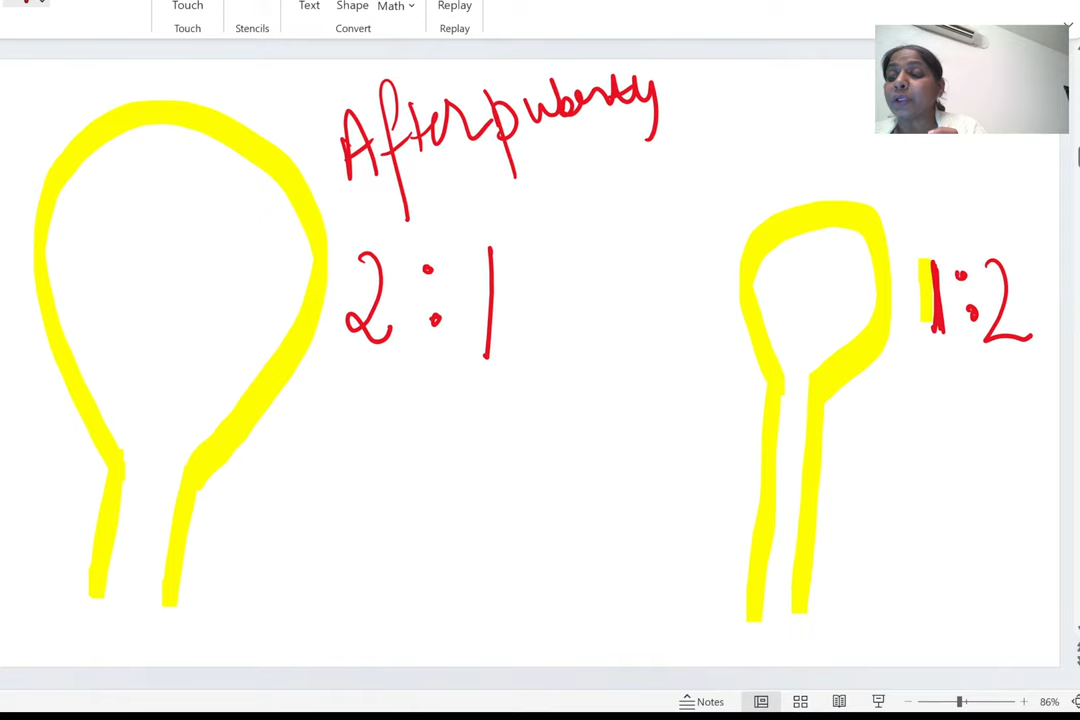 Touch Text Shape Math Replay
Touch Stencils Convert Replay
After puberty
2 : 1
1 : 2
Notes 86%